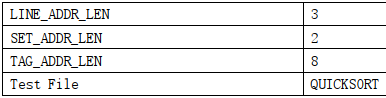 LINE_ADDR_LEN 3
SET_ADDR_LEN 2
TAG_ADDR_LEN 8
Test File QUICKSORT